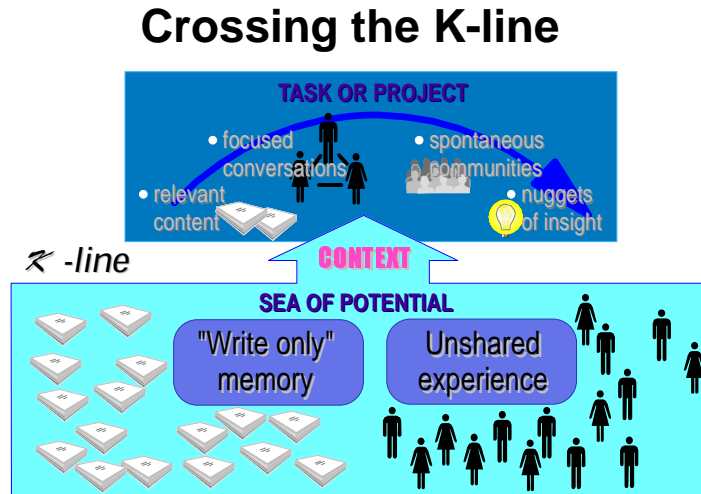 Crossing the K-line
TASK OR PROJECT
• focused
conversations
• spontaneous
communities
• relevant
content
• nuggets
of insight
K -line
CONTEXT
SEA OF POTENTIAL
"Write only"
memory
Unshared
experience